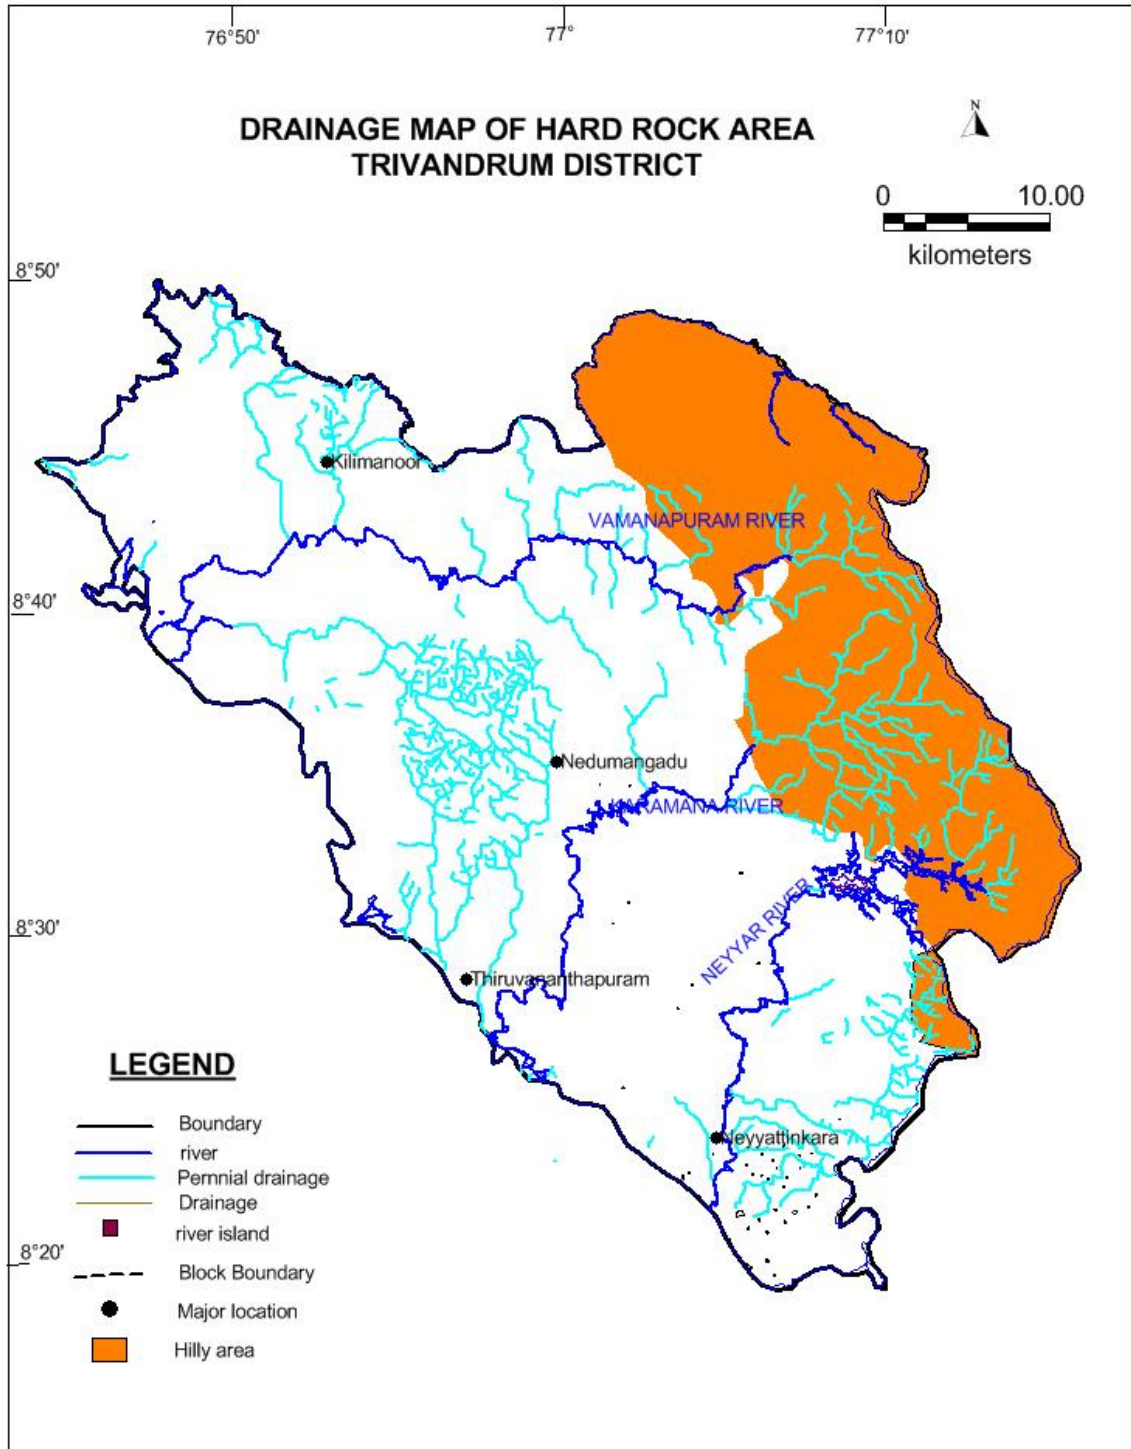 76°50'
77°
77°10'
DRAINAGE MAP OF HARD ROCK AREA
TRIVANDRUM DISTRICT
N
0 10.00
kilometers
8°50'
Kilimanoor
VAMANAPURAM RIVER
8°40'
Nedumangadu
KARAMANA RIVER
NEYYAR RIVER
8°30'
Thiruvananthapuram
Neyyattinkara
8°20'
LEGEND
Boundary
river
Pernnial drainage
Drainage
river island
Block Boundary
Major location
Hilly area